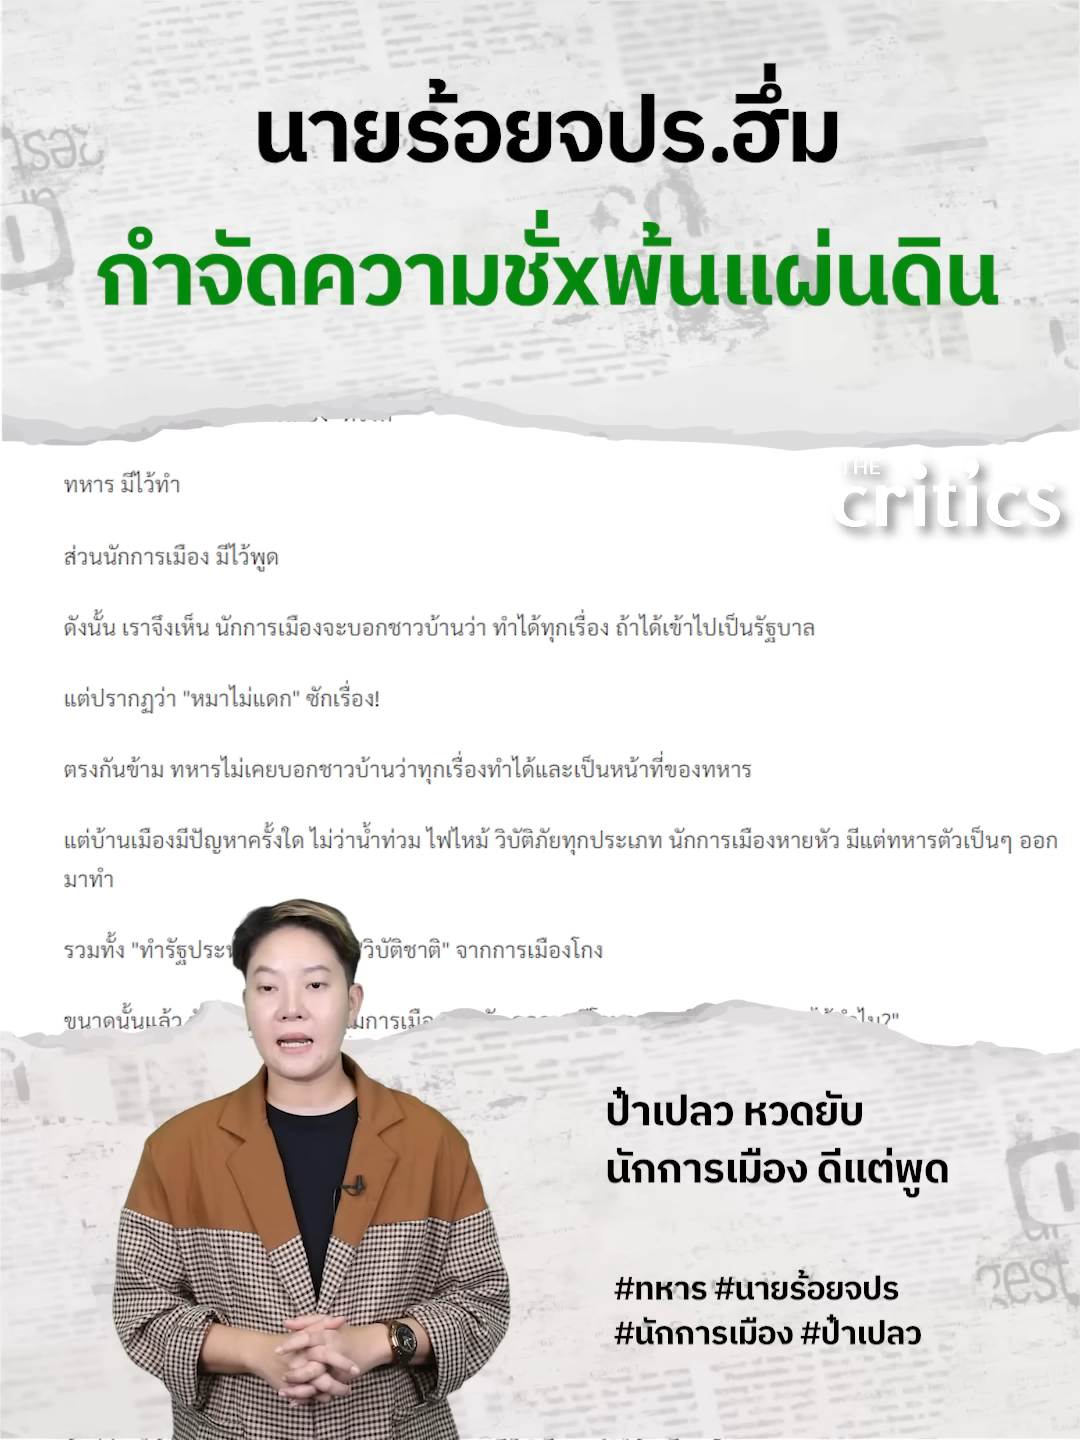 นายร้อยจปร.ฮึ่ม
กำจัดความชั่xพ้นแผ่นดิน
THE
critics
ทหาร มีไว้ทำ
ส่วนนักการเมือง มีไว้พูด
ดังนั้น เราจึงเห็น นักการเมืองจะบอกชาวบ้านว่า ทำได้ทุกเรื่อง ถ้าได้เข้าไปเป็นรัฐบาล
แต่ปรากฏว่า "หมาไม่แดก" ซักเรื่อง!
ตรงกันข้าม ทหารไม่เคยบอกชาวบ้านว่าทุกเรื่องทำได้และเป็นหน้าที่ของทหาร
แต่บ้านเมืองมีปัญหาครั้งใด ไม่ว่าน้ำท่วม ไฟไหม้ วิบัติภัยทุกประเภท นักการเมืองหายหัว มีแต่ทหารตัวเป็นๆ ออก
มาทำ
รวมทั้ง "วิบัติชาติ" จากการเมืองโกง
ขนาดนั้นแล้ว
ป๋าเปลว หวดยับ
นักการเมือง ดีแต่พูด
#ทหาร #นายร้อยจปร
#นักการเมือง #ป๋าเปลว